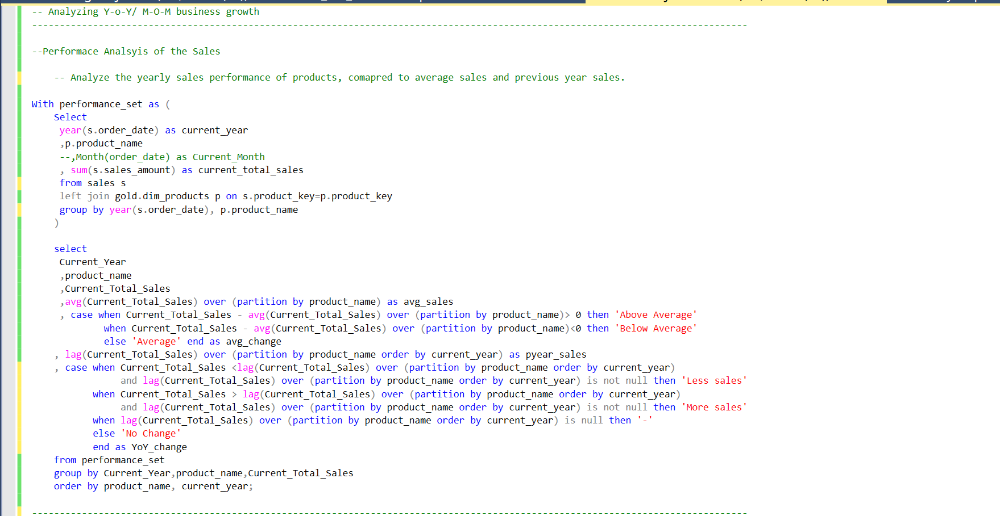 -- Analyzing Y-o-Y/ M-O-M business growth
---------------------------------------------------------------------------------------------------------------------------------
--Performace Analsyis of the Sales
-- Analyze the yearly sales performance of products, comapred to average sales and previous year sales.
With performance_set as (
Select
year(s.order_date) as current_year
,p.product_name
--,Month(order_date) as Current_Month
, sum(s.sales_amount) as current_total_sales
from sales s
left join gold.dim_products p on s.product_key=p.product_key
group by year(s.order_date), p.product_name
)
select
Current_Year
,product_name
,Current_Total_Sales
,avg(Current_Total_Sales) over (partition by product_name) as avg_sales
, case when Current_Total_Sales - avg(Current_Total_Sales) over (partition by product_name)> 0 then 'Above Average'
when Current_Total_Sales - avg(Current_Total_Sales) over (partition by product_name)<0 then 'Below Average'
else 'Average' end as avg_change
, lag(Current_Total_Sales) over (partition by product_name order by current_year) as pyear_sales
, case when Current_Total_Sales <lag(Current_Total_Sales) over (partition by product_name order by current_year)
and lag(Current_Total_Sales) over (partition by product_name order by current_year) is not null then 'Less sales'
when Current_Total_Sales > lag(Current_Total_Sales) over (partition by product_name order by current_year)
and lag(Current_Total_Sales) over (partition by product_name order by current_year) is not null then 'More sales'
when lag(Current_Total_Sales) over (partition by product_name order by current_year) is null then '-'
else 'No Change'
end as YoY_change
from performance_set
group by Current_Year,product_name,Current_Total_Sales
order by product_name, current_year;
---------------------------------------------------------------------------------------------------------------------------------